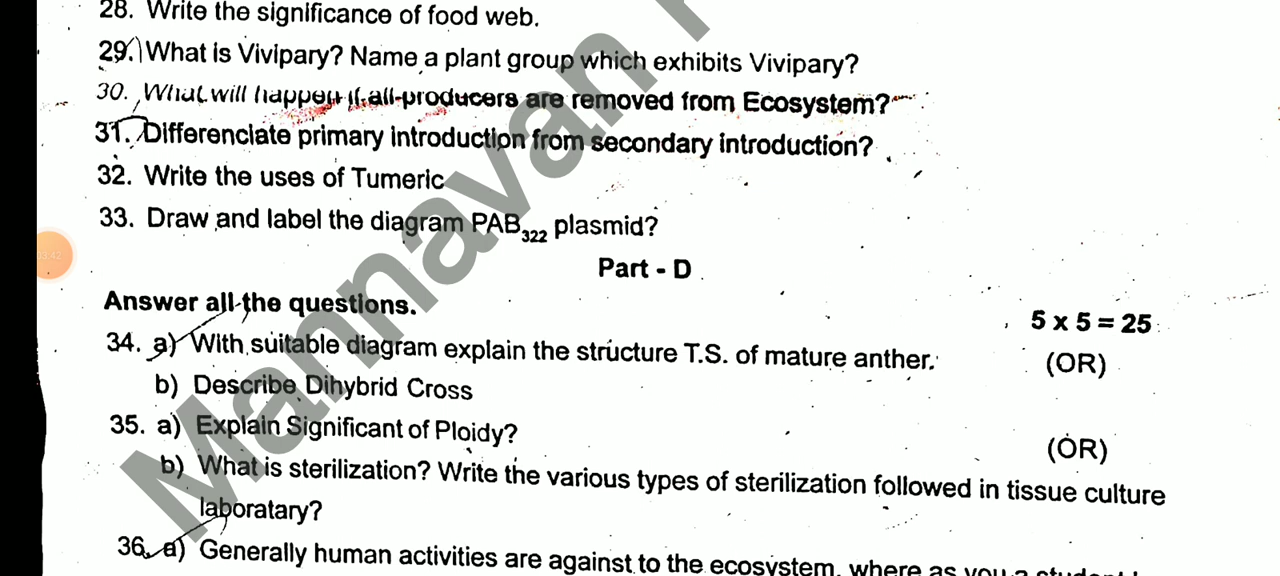 28. Write the significance of food web.
29. What is Vivipary? Name a plant group which exhibits Vivipary?
30. What will happen if all producers are removed from Ecosystem?
31. Differenciate primary introduction from secondary introduction?
32. Write the uses of Tumeric
33. Draw and label the diagram PAB322 plasmid?
Part - D
Answer all the questions.
5 x 5 = 25
34. a) With suitable diagram explain the structure T.S. of mature anther. (OR)
b) Describe Dihybrid Cross
35. a) Explain Significant of Ploidy? (OR)
b) What is sterilization? Write the various types of sterilization followed in tissue culture
laboratary?
36. a) Generally human activities are against to the ecosystem, where as you a student
Mannavan
03:42